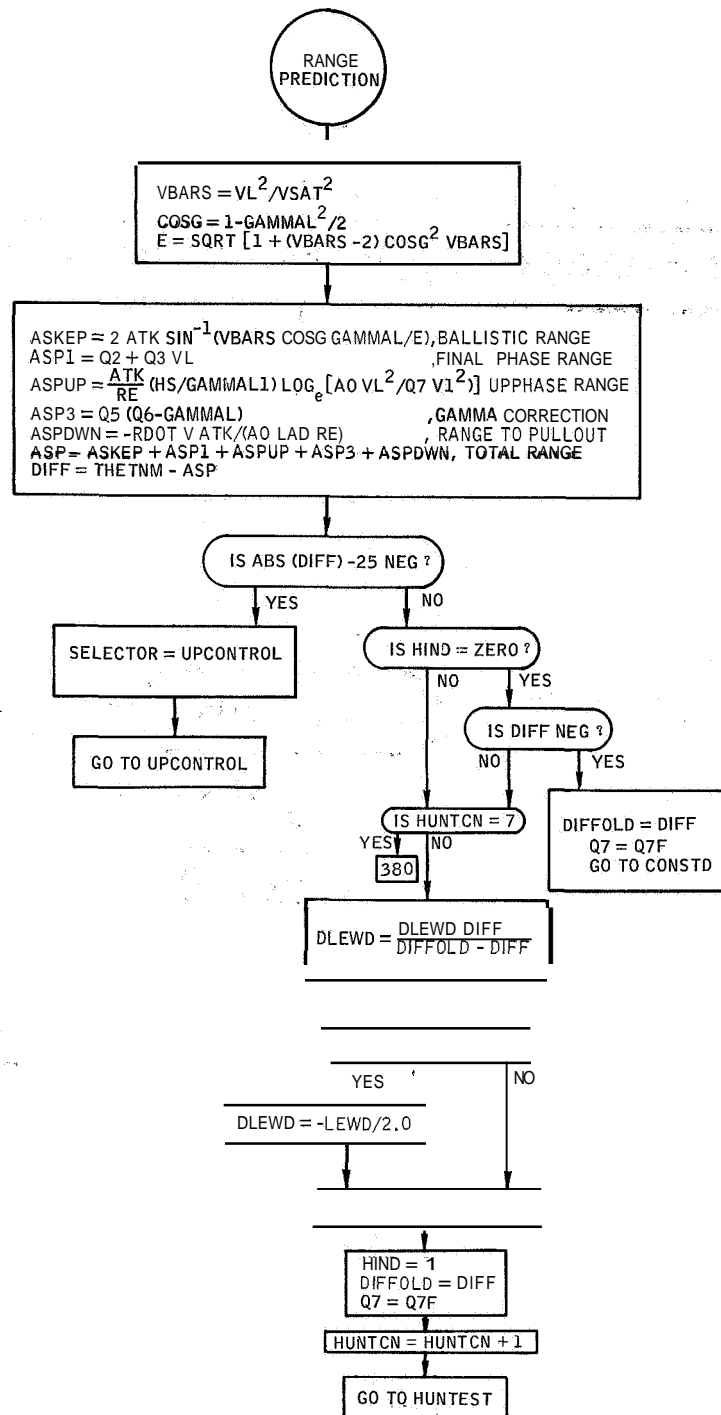 RANGE
PREDICTION
VBARS = VL²/VSAT²
COSG = 1-GAMMAL²/2
E = SQRT [1 + (VBARS -2) COSG² VBARS]
ASKEP = 2 ATK SIN⁻¹ (VBARS COSG GAMMAL/E), BALLISTIC RANGE
ASP1 = Q2 + Q3 VL ,FINAL PHASE RANGE
ASPUP = ATK/RE (HS/GAMMAL1) LOGₑ [A0 VL²/Q7 V1²)] UPPHASE RANGE
ASP3 = Q5 (Q6-GAMMAL) ,GAMMA CORRECTION
ASPDWN = -RDOT V ATK/(A0 LAD RE) , RANGE TO PULLOUT
ASP = ASKEP + ASP1 + ASPUP + ASP3 + ASPDWN, TOTAL RANGE
DIFF = THETNM - ASP
IS ABS (DIFF) -25 NEG ?
YES
NO
SELECTOR = UPCONTROL
IS HIND = ZERO ?
NO
YES
GO TO UPCONTROL
IS DIFF NEG ?
NO
YES
IS HUNTCN = 7
DIFFOLD = DIFF
Q7 = Q7F
GO TO CONSTD
YES
NO
380
DLEWD = DLEWD DIFF / DIFFOLD - DIFF
YES
NO
DLEWD = -LEWD/2.0
HIND = 1
DIFFOLD = DIFF
Q7 = Q7F
HUNTCN = HUNTCN + 1
GO TO HUNTEST